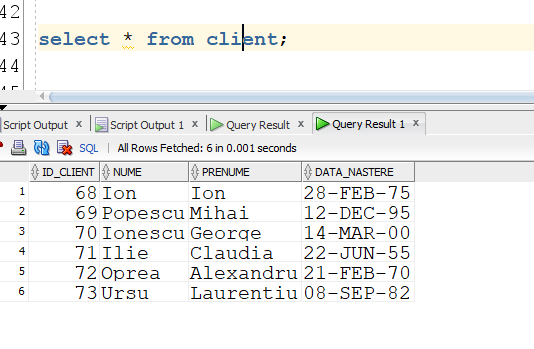 42
43 select * from client;
44
Script Output x Script Output 1 x Query Result x Query Result 1 x
SQL | All Rows Fetched: 6 in 0.001 seconds
ID_CLIENT NUME PRENUME DATA_NASTERE
1 68 Ion Ion 28-FEB-75
2 69 Popescu Mihai 12-DEC-95
3 70 Ionescu George 14-MAR-00
4 71 Ilie Claudia 22-JUN-55
5 72 Oprea Alexandru 21-FEB-70
6 73 Ursu Laurentiu 08-SEP-82